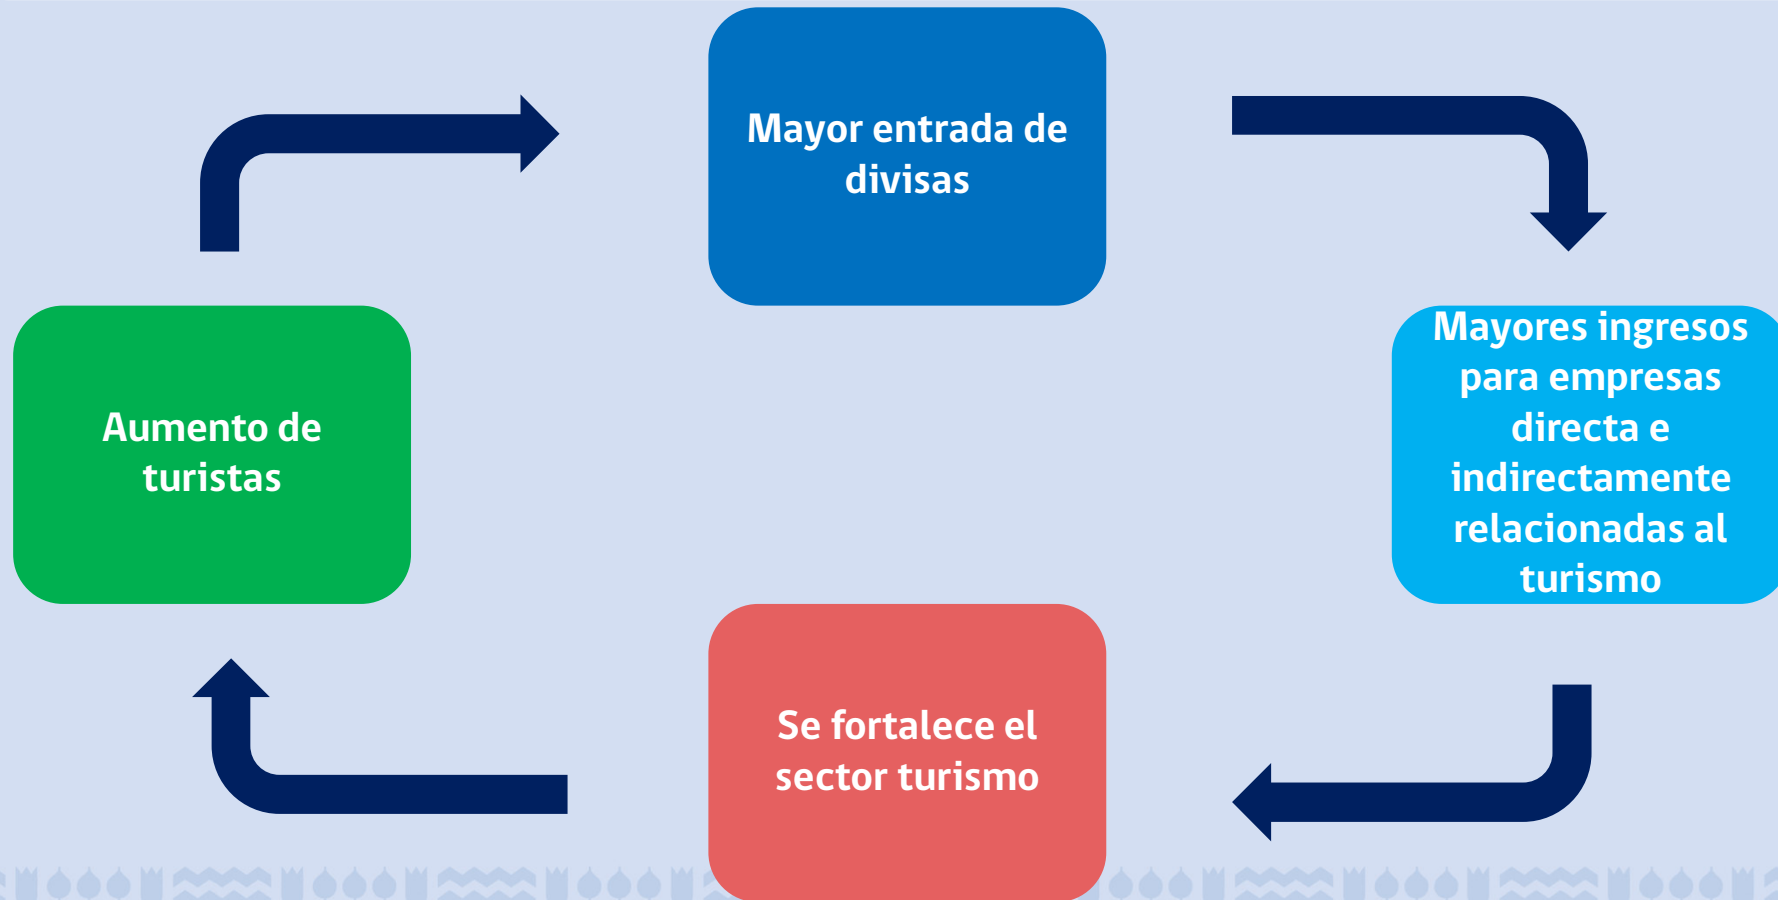 Mayor entrada de
divisas
Mayores ingresos
para empresas
directa e
indirectamente
relacionadas al
turismo
Aumento de
turistas
Se fortalece el
sector turismo